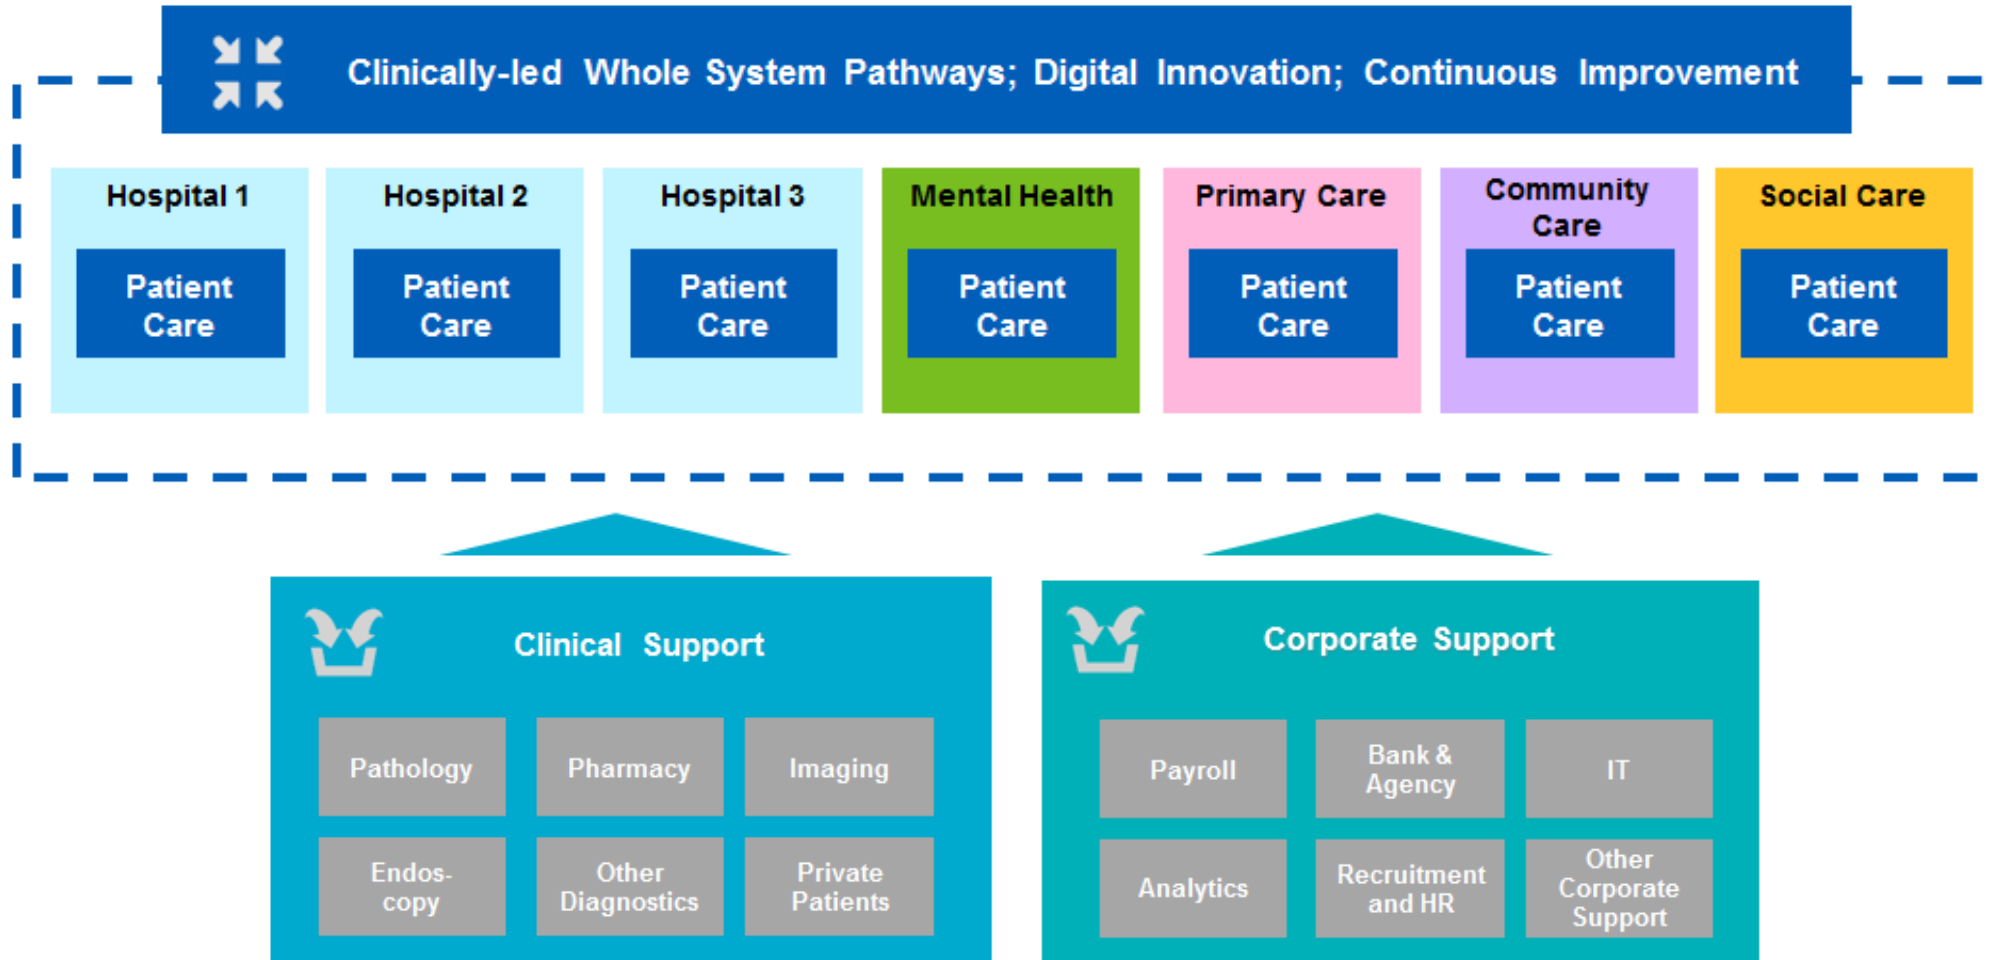 Clinically-led Whole System Pathways; Digital Innovation; Continuous Improvement
Hospital 1
Patient
Care
Hospital 2
Patient
Care
Hospital 3
Patient
Care
Mental Health
Patient
Care
Primary Care
Patient
Care
Community
Care
Patient
Care
Social Care
Patient
Care
Clinical Support
Pathology
Pharmacy
Imaging
Endos-
copy
Other
Diagnostics
Private
Patients
Corporate Support
Payroll
Bank &
Agency
IT
Analytics
Recruitment
and HR
Other
Corporate
Support